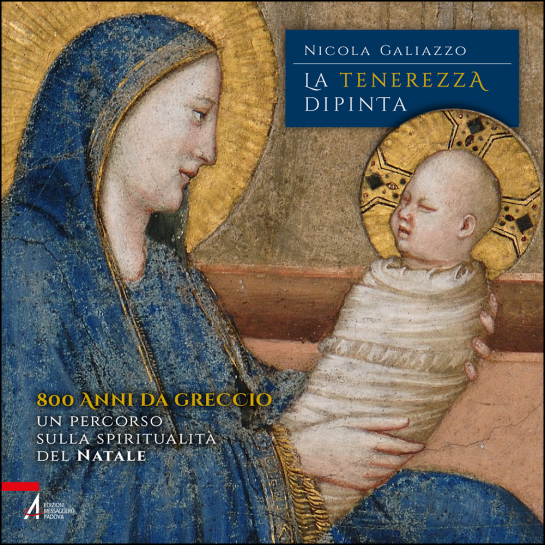 Nicola Galiazzo
La tenerezza
dipinta
800 anni da Greccio
un percorso
sulla spiritualità
del Natale
EDIZIONI
MESSAGGERO
PADOVA